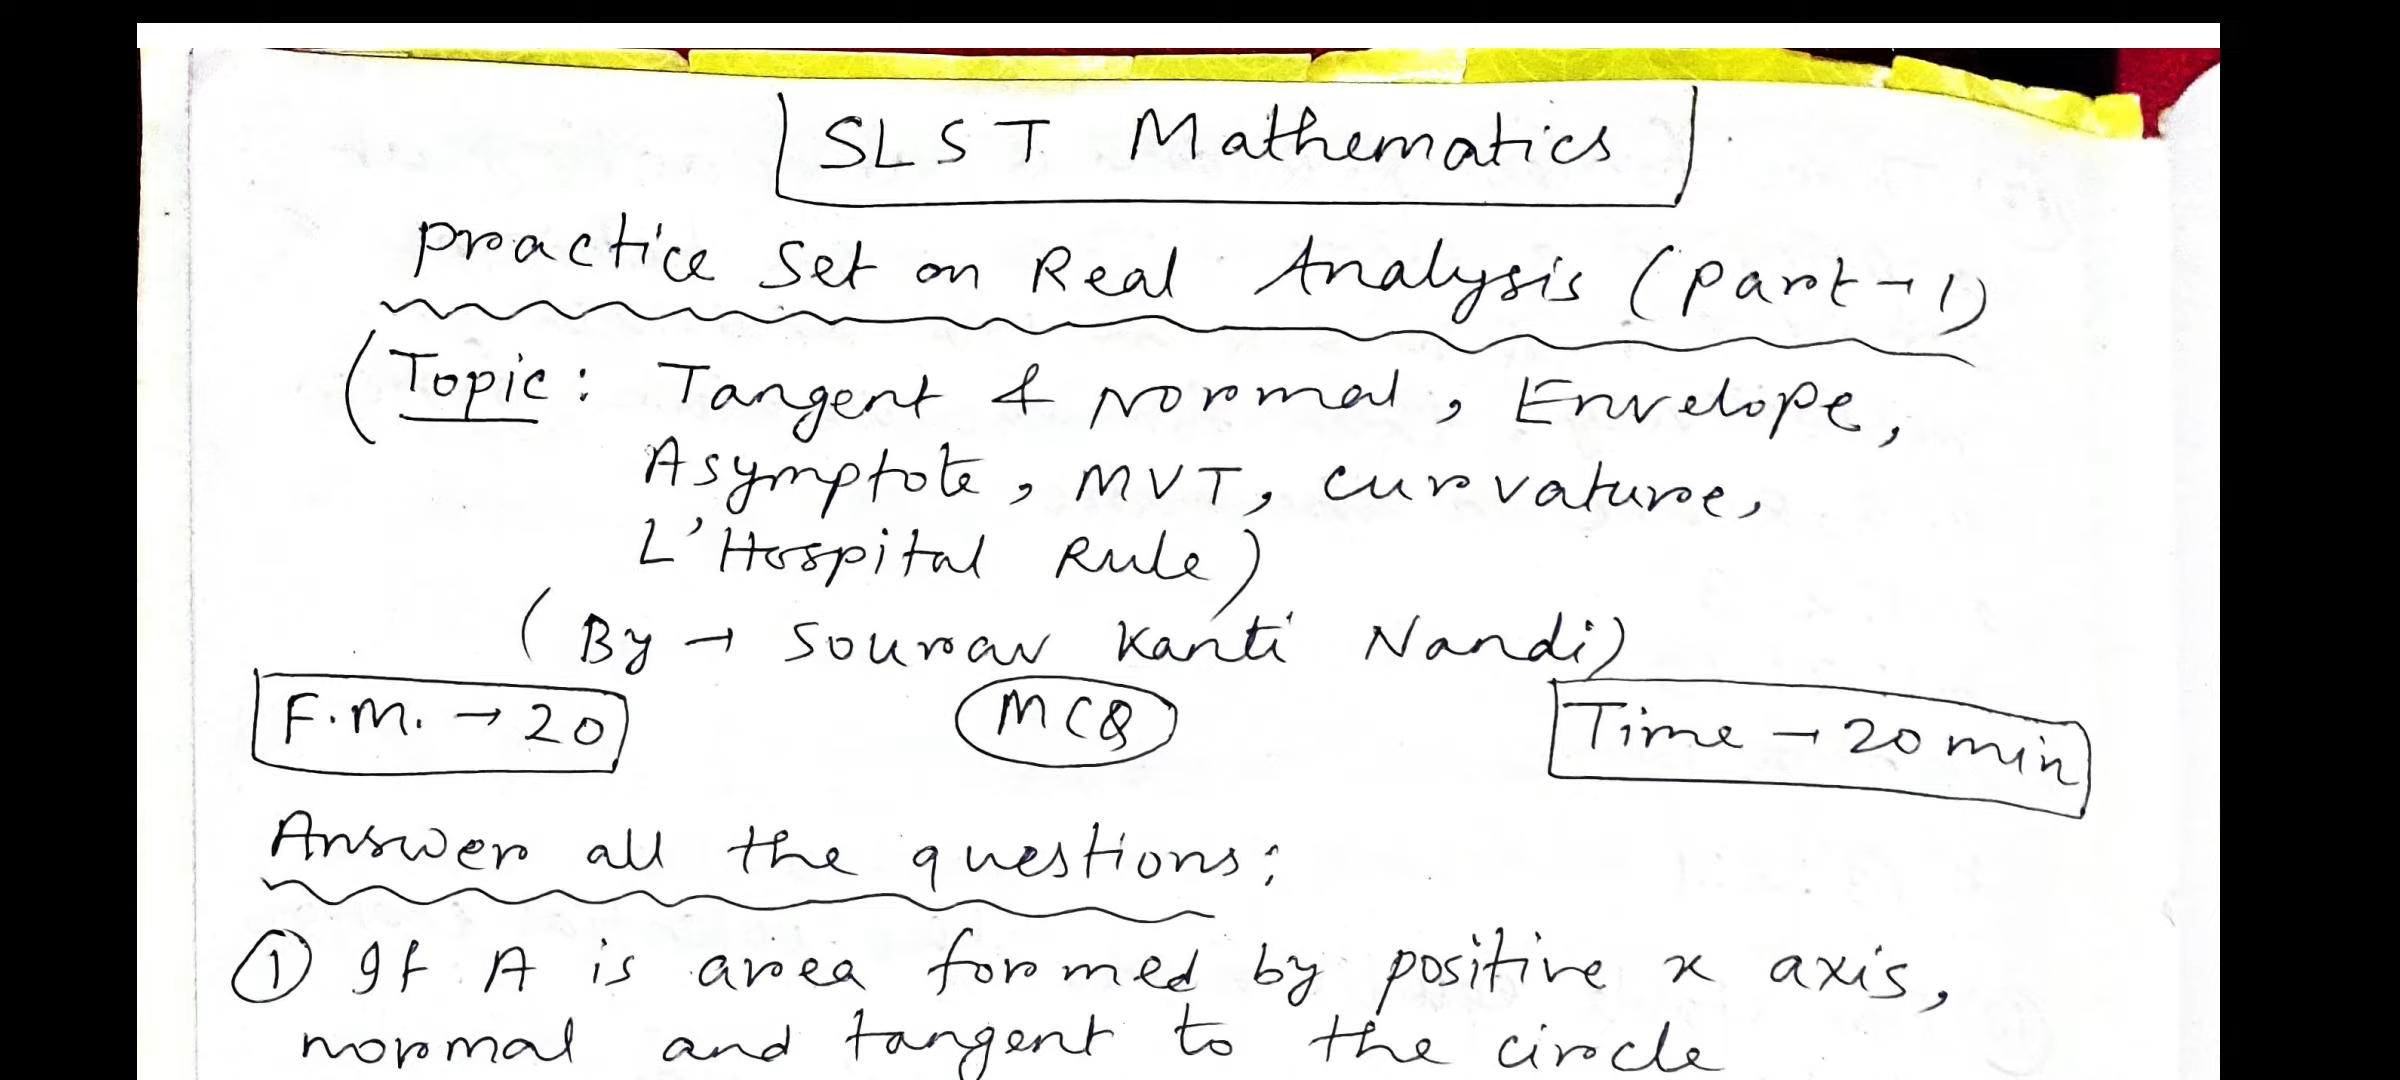 SLST Mathematics
Practice Set on Real Analysis (Part-1)
(Topic: Tangent & Normal, Envelope,
Asymptote, MVT, Curvature,
L'Hospital Rule)
(By → Sourav Kanti Nandi)
F.M. → 20 MCQ Time → 20 min
Answer all the questions:
① If A is area formed by positive x axis,
normal and tangent to the circle